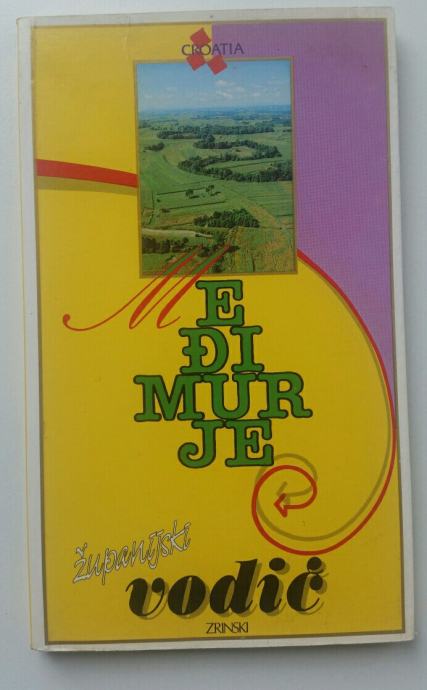 CROATIA
ME
ĐI
MUR
JE
županijski
vodič
ZRINSKI